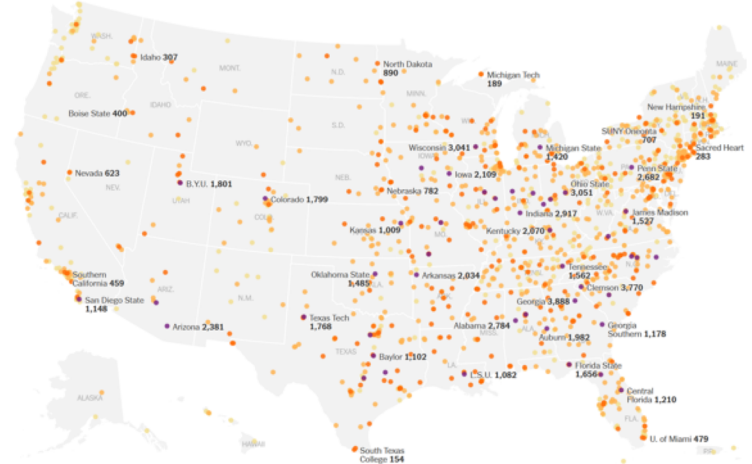 WASH.
Idaho 307
MONT.
N.D.
North Dakota
890
Michigan Tech
189
MAINE
MINN.
ORE.
IDAHO
Boise State 400
New Hampshire
191
SUNY Oneonta
707
S.D.
WYO.
Wisconsin 3,041
Michigan State
1,420
Sacred Heart
283
IOWA
Penn State
2,682
Nevada 623
NEV.
B.Y.U. 1,801
UTAH
NEB.
Iowa 2,109
Nebraska 782
Ohio State
3,051
Colorado 1,799
COLO.
CALIF.
Indiana 2,917
W.VA.
James Madison
1,527
Kansas 1,009
MO.
Kentucky 2,070
Southern
California 459
Oklahoma State
1,485
Arkansas 2,034
Tennessee
1,562
Clemson 3,770
ARIZ.
N.M.
ARK.
San Diego State
1,148
Georgia 3,888
Arizona 2,381
Texas Tech
1,768
Alabama 2,784
MISS.
ALA.
Georgia
Southern 1,178
Auburn 1,982
TEXAS
Baylor 1,102
LA.
L.S.U. 1,082
Florida State
1,656
ALASKA
Central
Florida 1,210
FLA.
HAWAII
U. of Miami 479
South Texas
College 154
P.R.